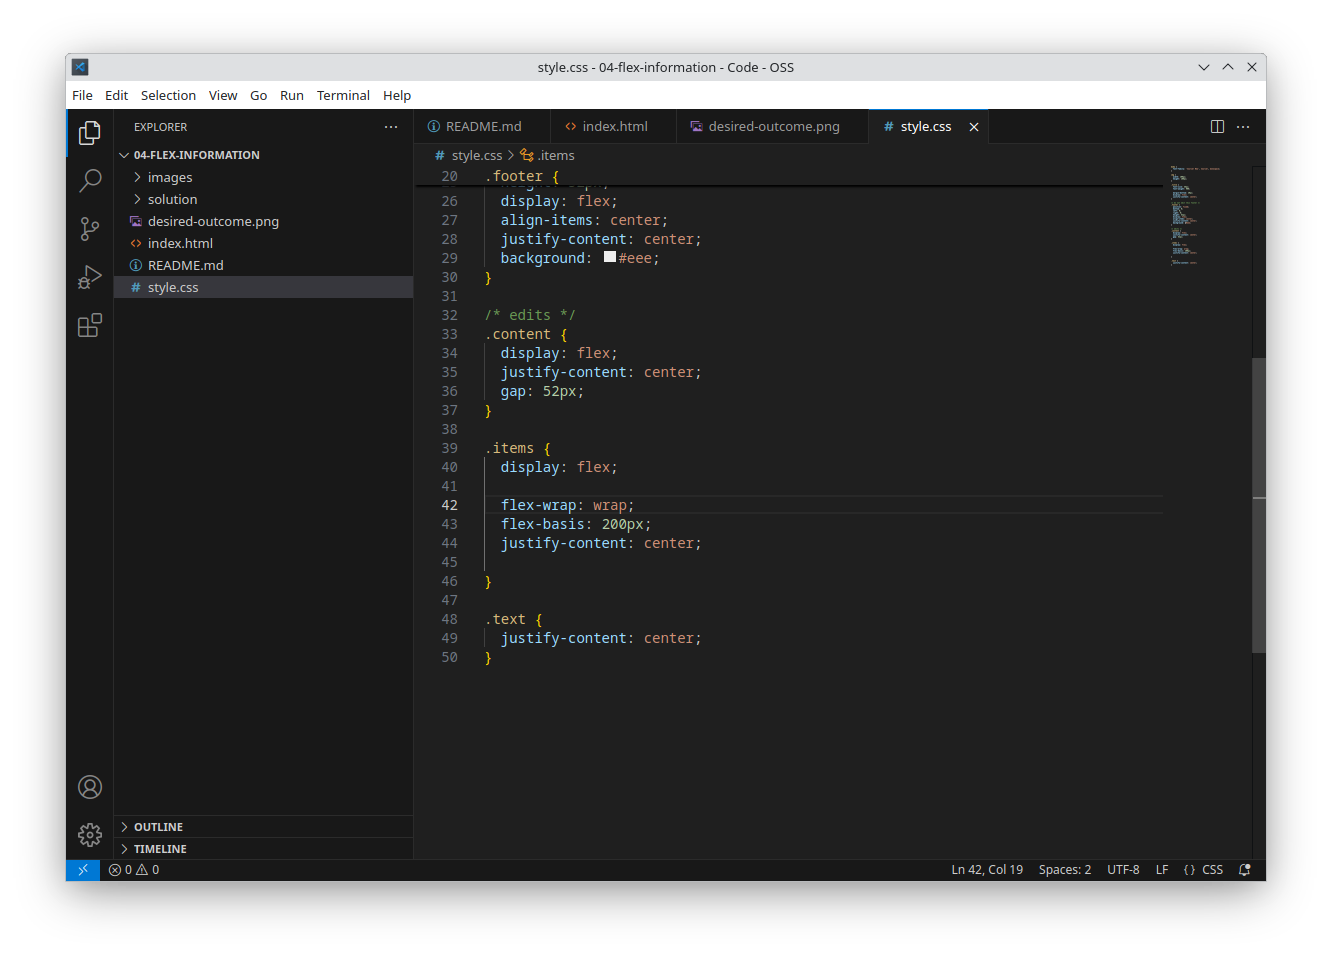 style.css - 04-flex-information - Code - OSS
File Edit Selection View Go Run Terminal Help
EXPLORER
04-FLEX-INFORMATION
images
solution
desired-outcome.png
index.html
README.md
style.css
OUTLINE
TIMELINE
README.md index.html desired-outcome.png style.css
style.css > .items
20 .footer {
26 display: flex;
27 align-items: center;
28 justify-content: center;
29 background: #eee;
30 }
31
32 /* edits */
33 .content {
34 display: flex;
35 justify-content: center;
36 gap: 52px;
37 }
38
39 .items {
40 display: flex;
41
42 flex-wrap: wrap;
43 flex-basis: 200px;
44 justify-content: center;
45
46 }
47
48 .text {
49 justify-content: center;
50 }
0 0 Ln 42, Col 19 Spaces: 2 UTF-8 LF {} CSS